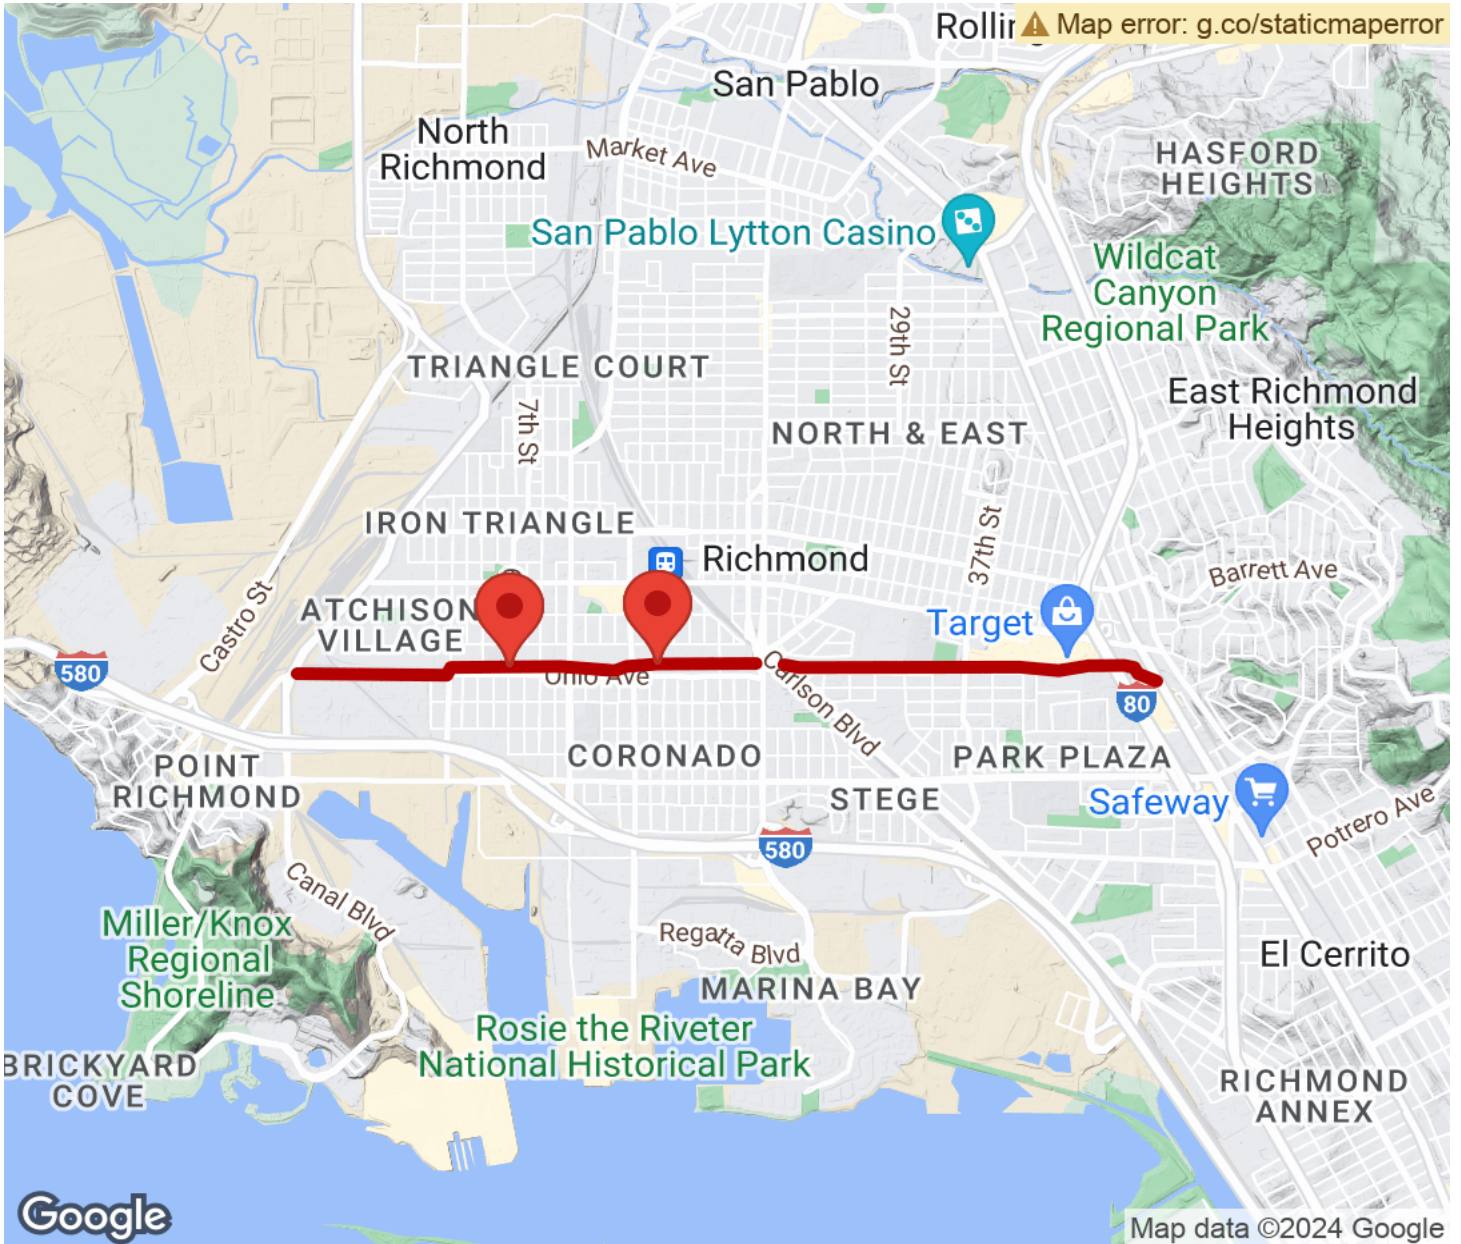 Rollin
Map error: g.co/staticmaperror
San Pablo
North
Richmond
Market Ave
HASFORD
HEIGHTS
San Pablo Lytton Casino
Wildcat
Canyon
Regional Park
29th St
TRIANGLE COURT
East Richmond
Heights
7th St
NORTH & EAST
IRON TRIANGLE
37th St
Richmond
Barrett Ave
Castro St
ATCHISON
VILLAGE
Target
580
Ohio Ave
Carlson Blvd
80
POINT
RICHMOND
CORONADO
PARK PLAZA
STEGE
Safeway
Potrero Ave
580
Canal Blvd
Miller/Knox
Regional
Shoreline
Regatta Blvd
El Cerrito
MARINA BAY
Rosie the Riveter
National Historical Park
BRICKYARD
COVE
RICHMOND
ANNEX
Google
Map data ©2024 Google